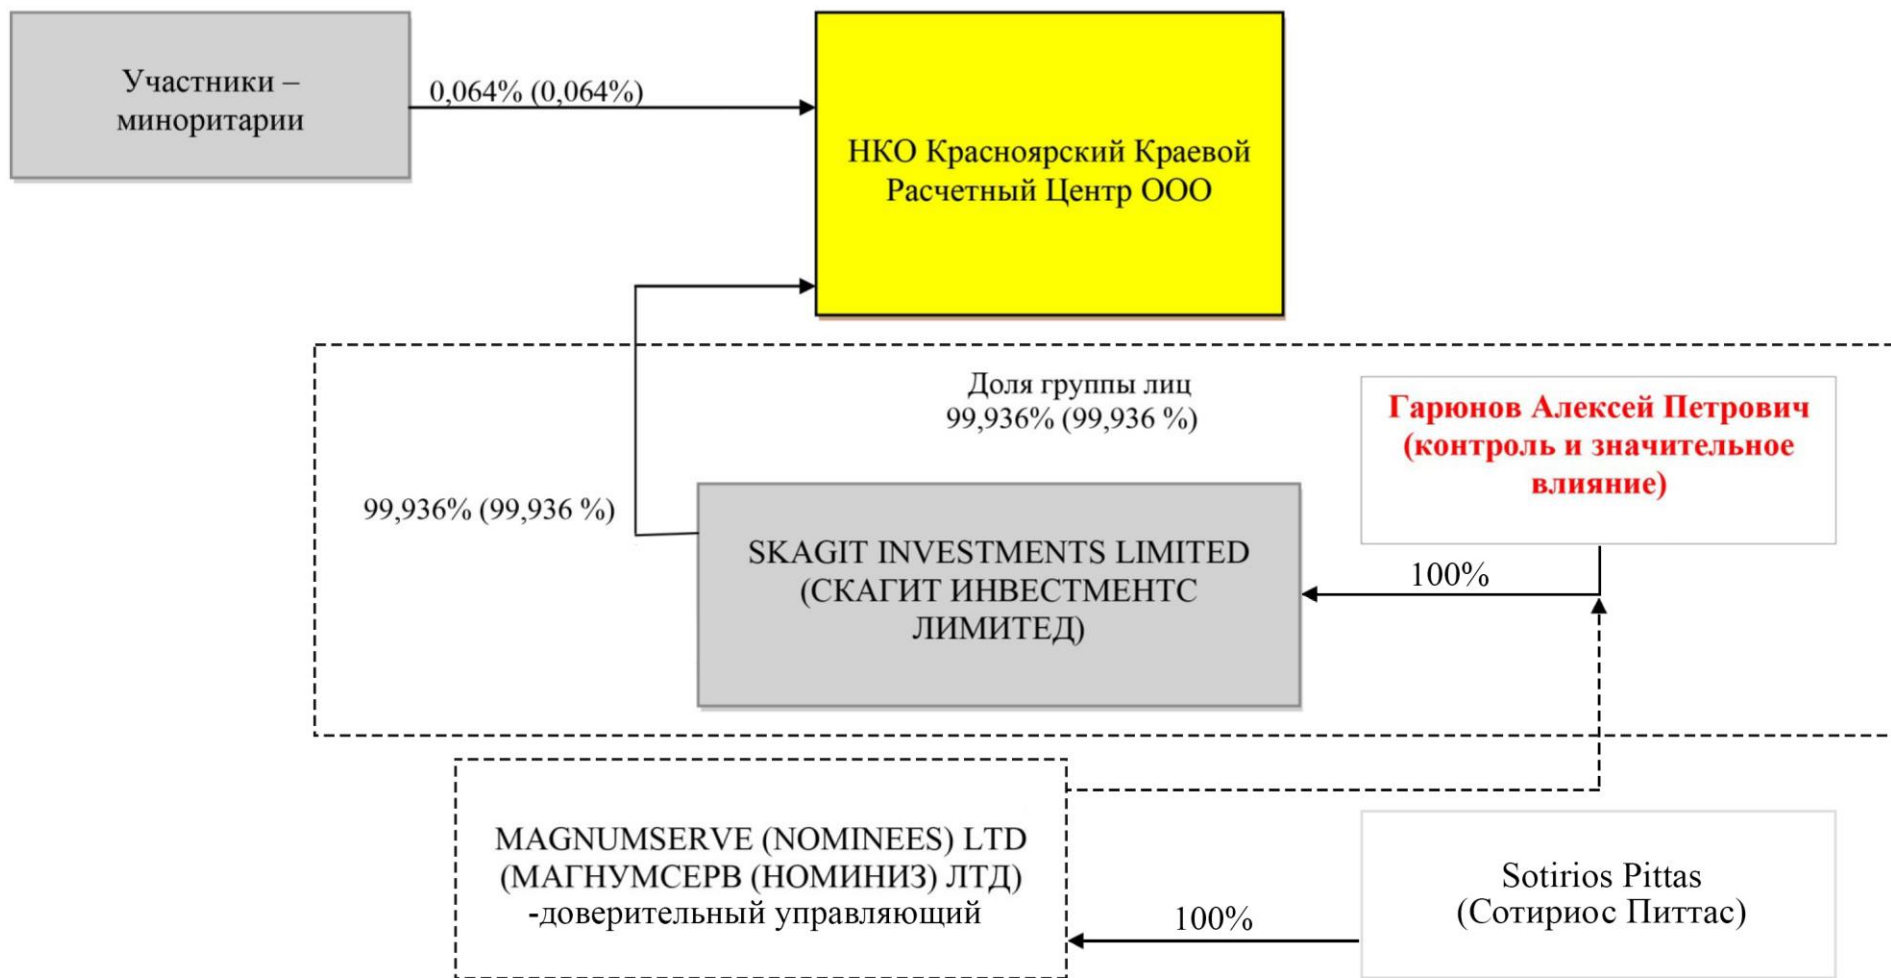 Участники –
миноритарии
0,064% (0,064%)
НКО Красноярский Краевой
Расчетный Центр ООО
Доля группы лиц
99,936% (99,936 %)
Гарюнов Алексей Петрович
(контроль и значительное
влияние)
99,936% (99,936 %)
SKAGIT INVESTMENTS LIMITED
(СКАГИТ ИНВЕСТМЕНТС
ЛИМИТЕД)
100%
MAGNUMSERVE (NOMINEES) LTD
(МАГНУМСЕРВ (НОМИНИЗ) ЛТД)
-доверительный управляющий
100%
Sotirios Pittas
(Сотириос Питтас)